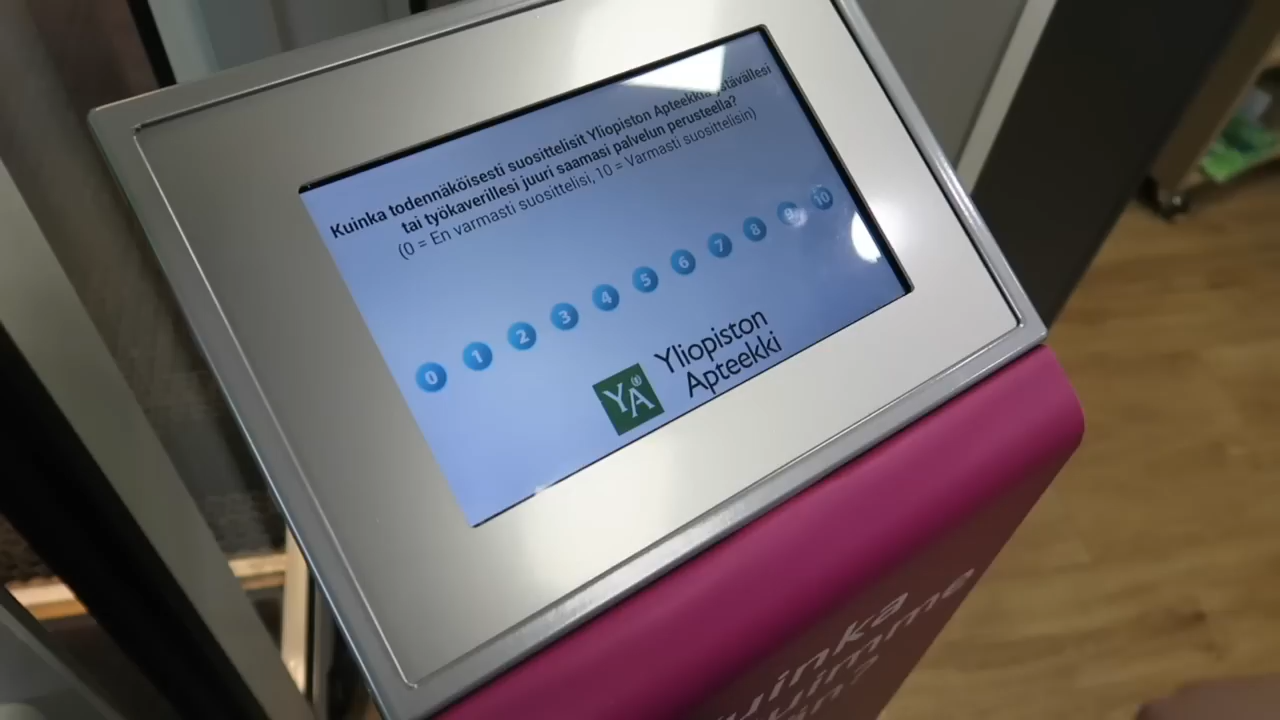 Kuinka todennäköisesti suosittelisit Yliopiston Apteekkia ystävällesi
tai työkaverillesi juuri saamasi palvelun perusteella?
(0 = En varmasti suosittelisi, 10 = Varmasti suosittelisin)
0 1 2 3 4 5 6 7 8 9 10
YA
Yliopiston
Apteekki